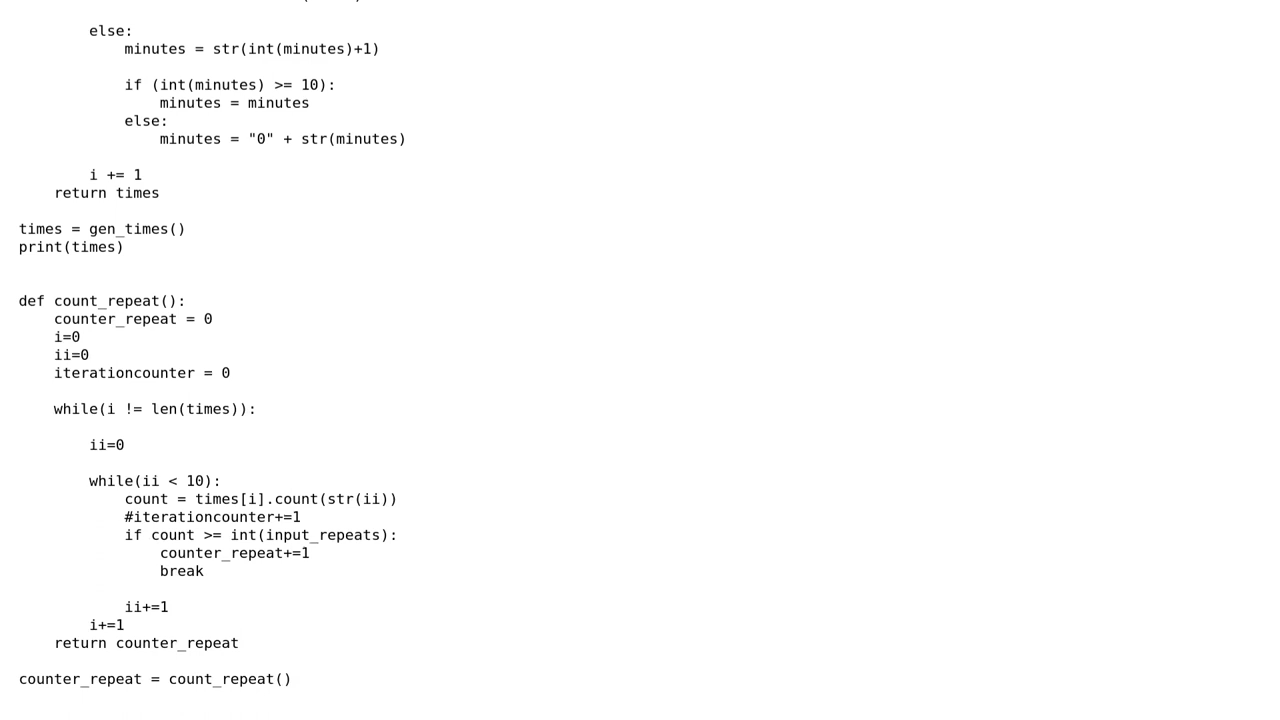 else:
            minutes = str(int(minutes)+1)

            if (int(minutes) >= 10):
                minutes = minutes
            else:
                minutes = "0" + str(minutes)

        i += 1
    return times

times = gen_times()
print(times)


def count_repeat():
    counter_repeat = 0
    i=0
    ii=0
    iterationcounter = 0

    while(i != len(times)):

        ii=0

        while(ii < 10):
            count = times[i].count(str(ii))
            #iterationcounter+=1
            if count >= int(input_repeats):
                counter_repeat+=1
                break

            ii+=1
        i+=1
    return counter_repeat

counter_repeat = count_repeat()